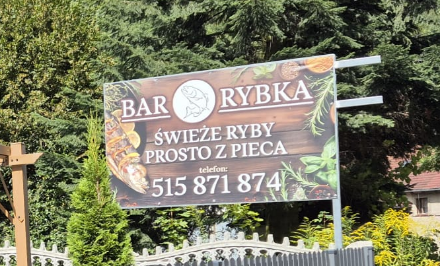 BAR RYBKA
ŚWIEŻE RYBY
PROSTO Z PIECA
telefon:
515 871 874